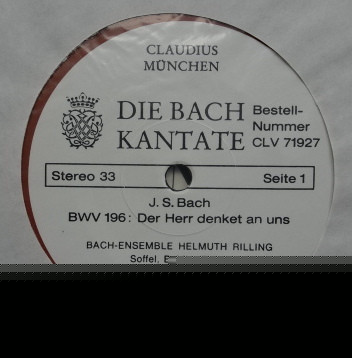 CLAUDIUS
MÜNCHEN
DIE BACH
KANTATE
Bestell-
Nummer
CLV 71927
Stereo 33
Seite 1
J. S. Bach
BWV 196: Der Herr denket an uns
BACH-ENSEMBLE HELMUTH RILLING
Soffel,